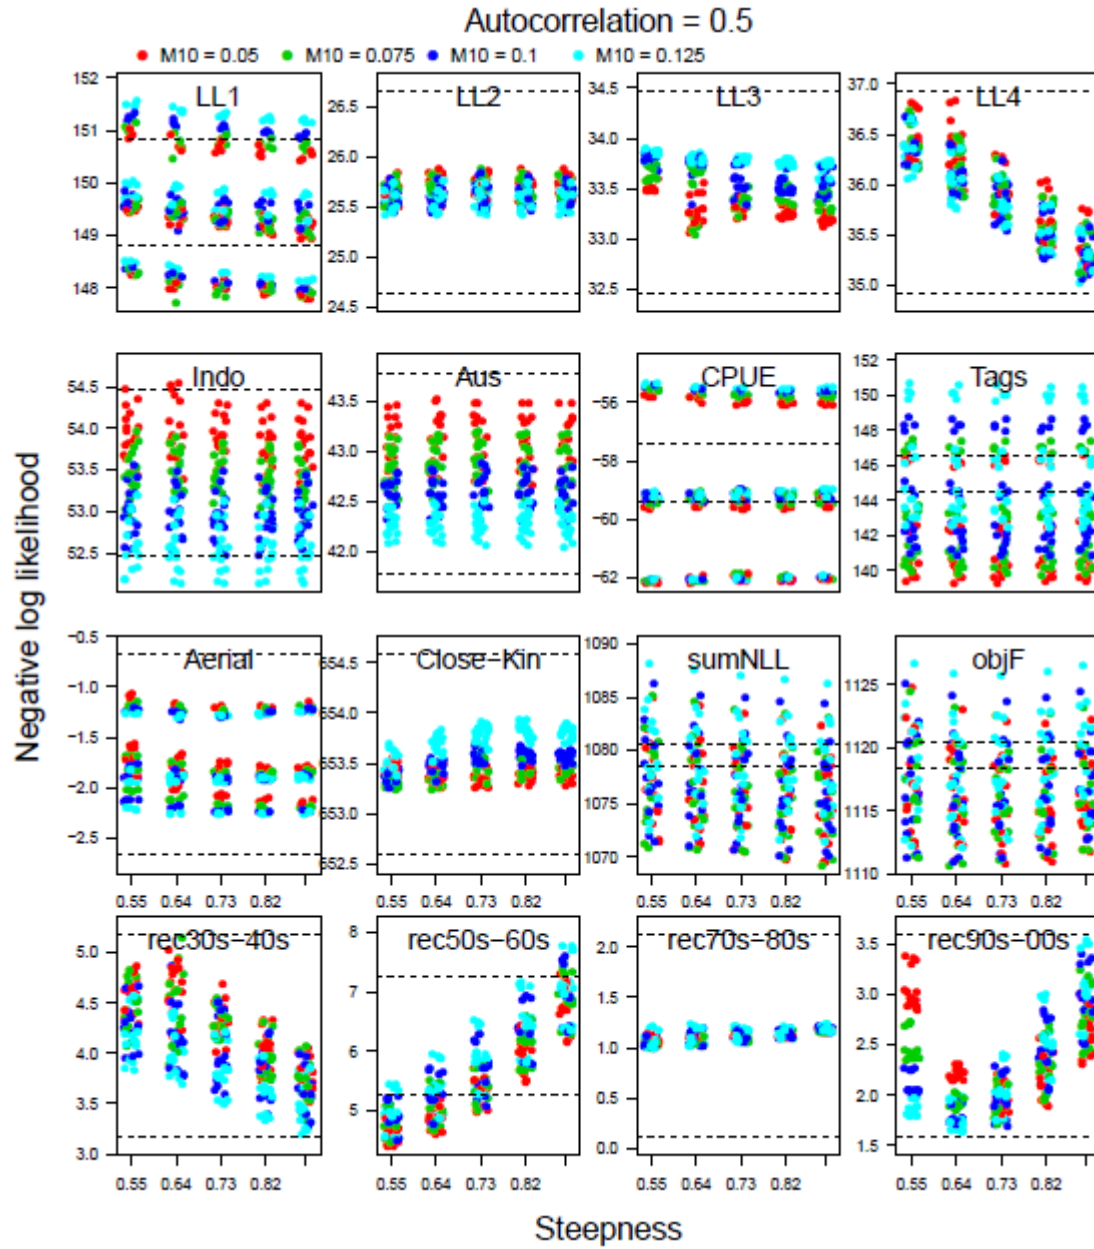 Autocorrelation = 0.5
M10 = 0.05 M10 = 0.075 M10 = 0.1 M10 = 0.125
LL1 LL2 LL3 LL4
152 151 150 149 148
26.5 26.0 25.5 25.0 24.5
34.5 34.0 33.5 33.0 32.5
37.0 36.5 36.0 35.5 35.0
Indo Aus CPUE Tags
54.5 54.0 53.5 53.0 52.5
43.5 43.0 42.5 42.0
−56 −58 −60 −62
152 150 148 146 144 142 140
Negative log likelihood
Aerial Close−Kin sumNLL objF
−0.5 −1.0 −1.5 −2.0 −2.5
554.5 554.0 553.5 553.0 552.5
1090 1085 1080 1075 1070
1125 1120 1115 1110
0.55 0.64 0.73 0.82 0.55 0.64 0.73 0.82 0.55 0.64 0.73 0.82 0.55 0.64 0.73 0.82
rec30s−40s rec50s−60s rec70s−80s rec90s−00s
5.0 4.5 4.0 3.5 3.0
8 7 6 5
2.0 1.5 1.0 0.5 0.0
3.5 3.0 2.5 2.0 1.5
0.55 0.64 0.73 0.82 0.55 0.64 0.73 0.82 0.55 0.64 0.73 0.82 0.55 0.64 0.73 0.82
Steepness